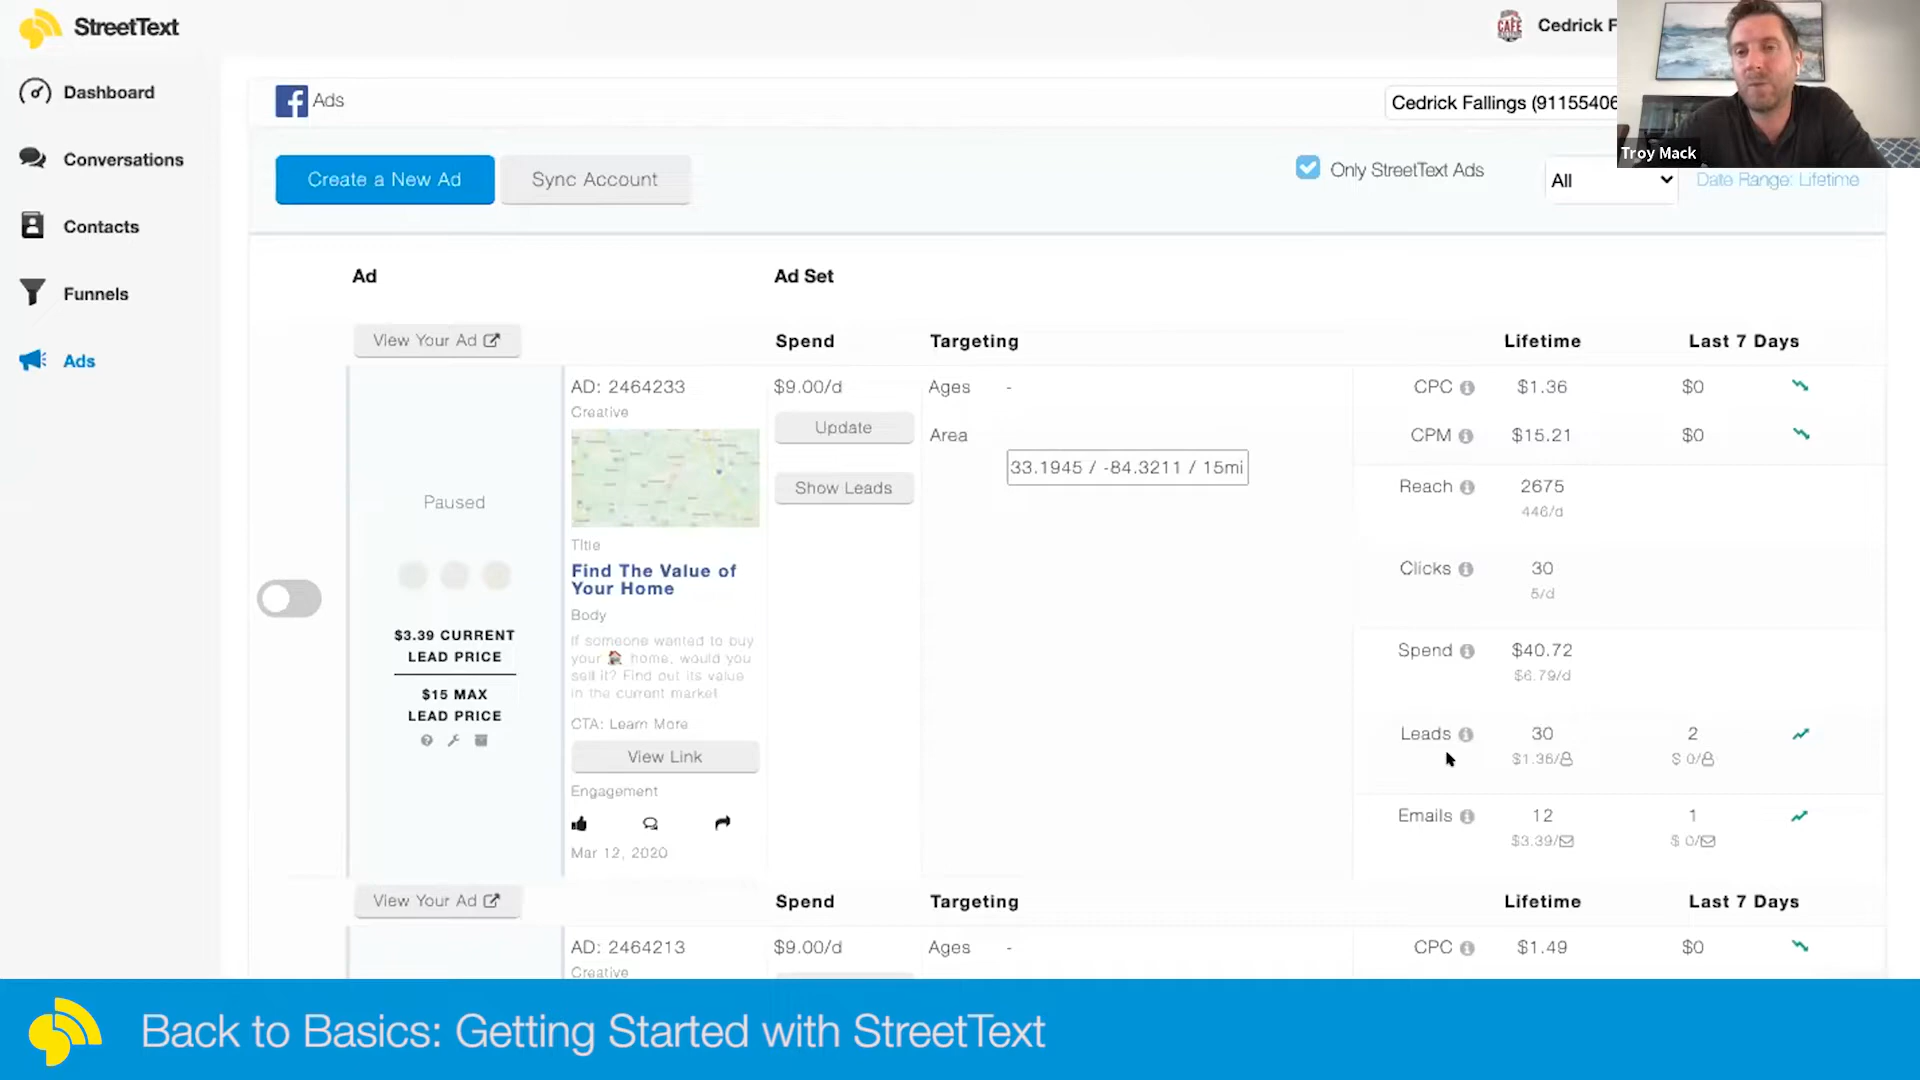 StreetText
CAFE
Cedrick F
Troy Mack
Dashboard
Conversations
Contacts
Funnels
Ads
Ads
Cedrick Fallings (91155406
Create a New Ad
Sync Account
Only StreetText Ads
All
Date Range: Lifetime
Ad
Ad Set
View Your Ad
Spend
Targeting
Lifetime
Last 7 Days
Paused
$3.39 CURRENT
LEAD PRICE
$15 MAX
LEAD PRICE
AD: 2464233
Creative
Title
Find The Value of
Your Home
Body
If someone wanted to buy
your home, would you
sell it? Find out its value
in the current market
CTA: Learn More
View Link
Engagement
Mar 12, 2020
$9.00/d
Update
Show Leads
Ages -
Area
33.1945 / -84.3211 / 15mi
CPC $1.36 $0
CPM $15.21 $0
Reach 2675
446/d
Clicks 30
5/d
Spend $40.72
$6.79/d
Leads 30 2
$1.36/ $ 0/
Emails 12 1
$3.39/ $ 0/
View Your Ad
Spend
Targeting
Lifetime
Last 7 Days
AD: 2464213
Creative
$9.00/d
Ages -
CPC $1.49 $0
Back to Basics: Getting Started with StreetText